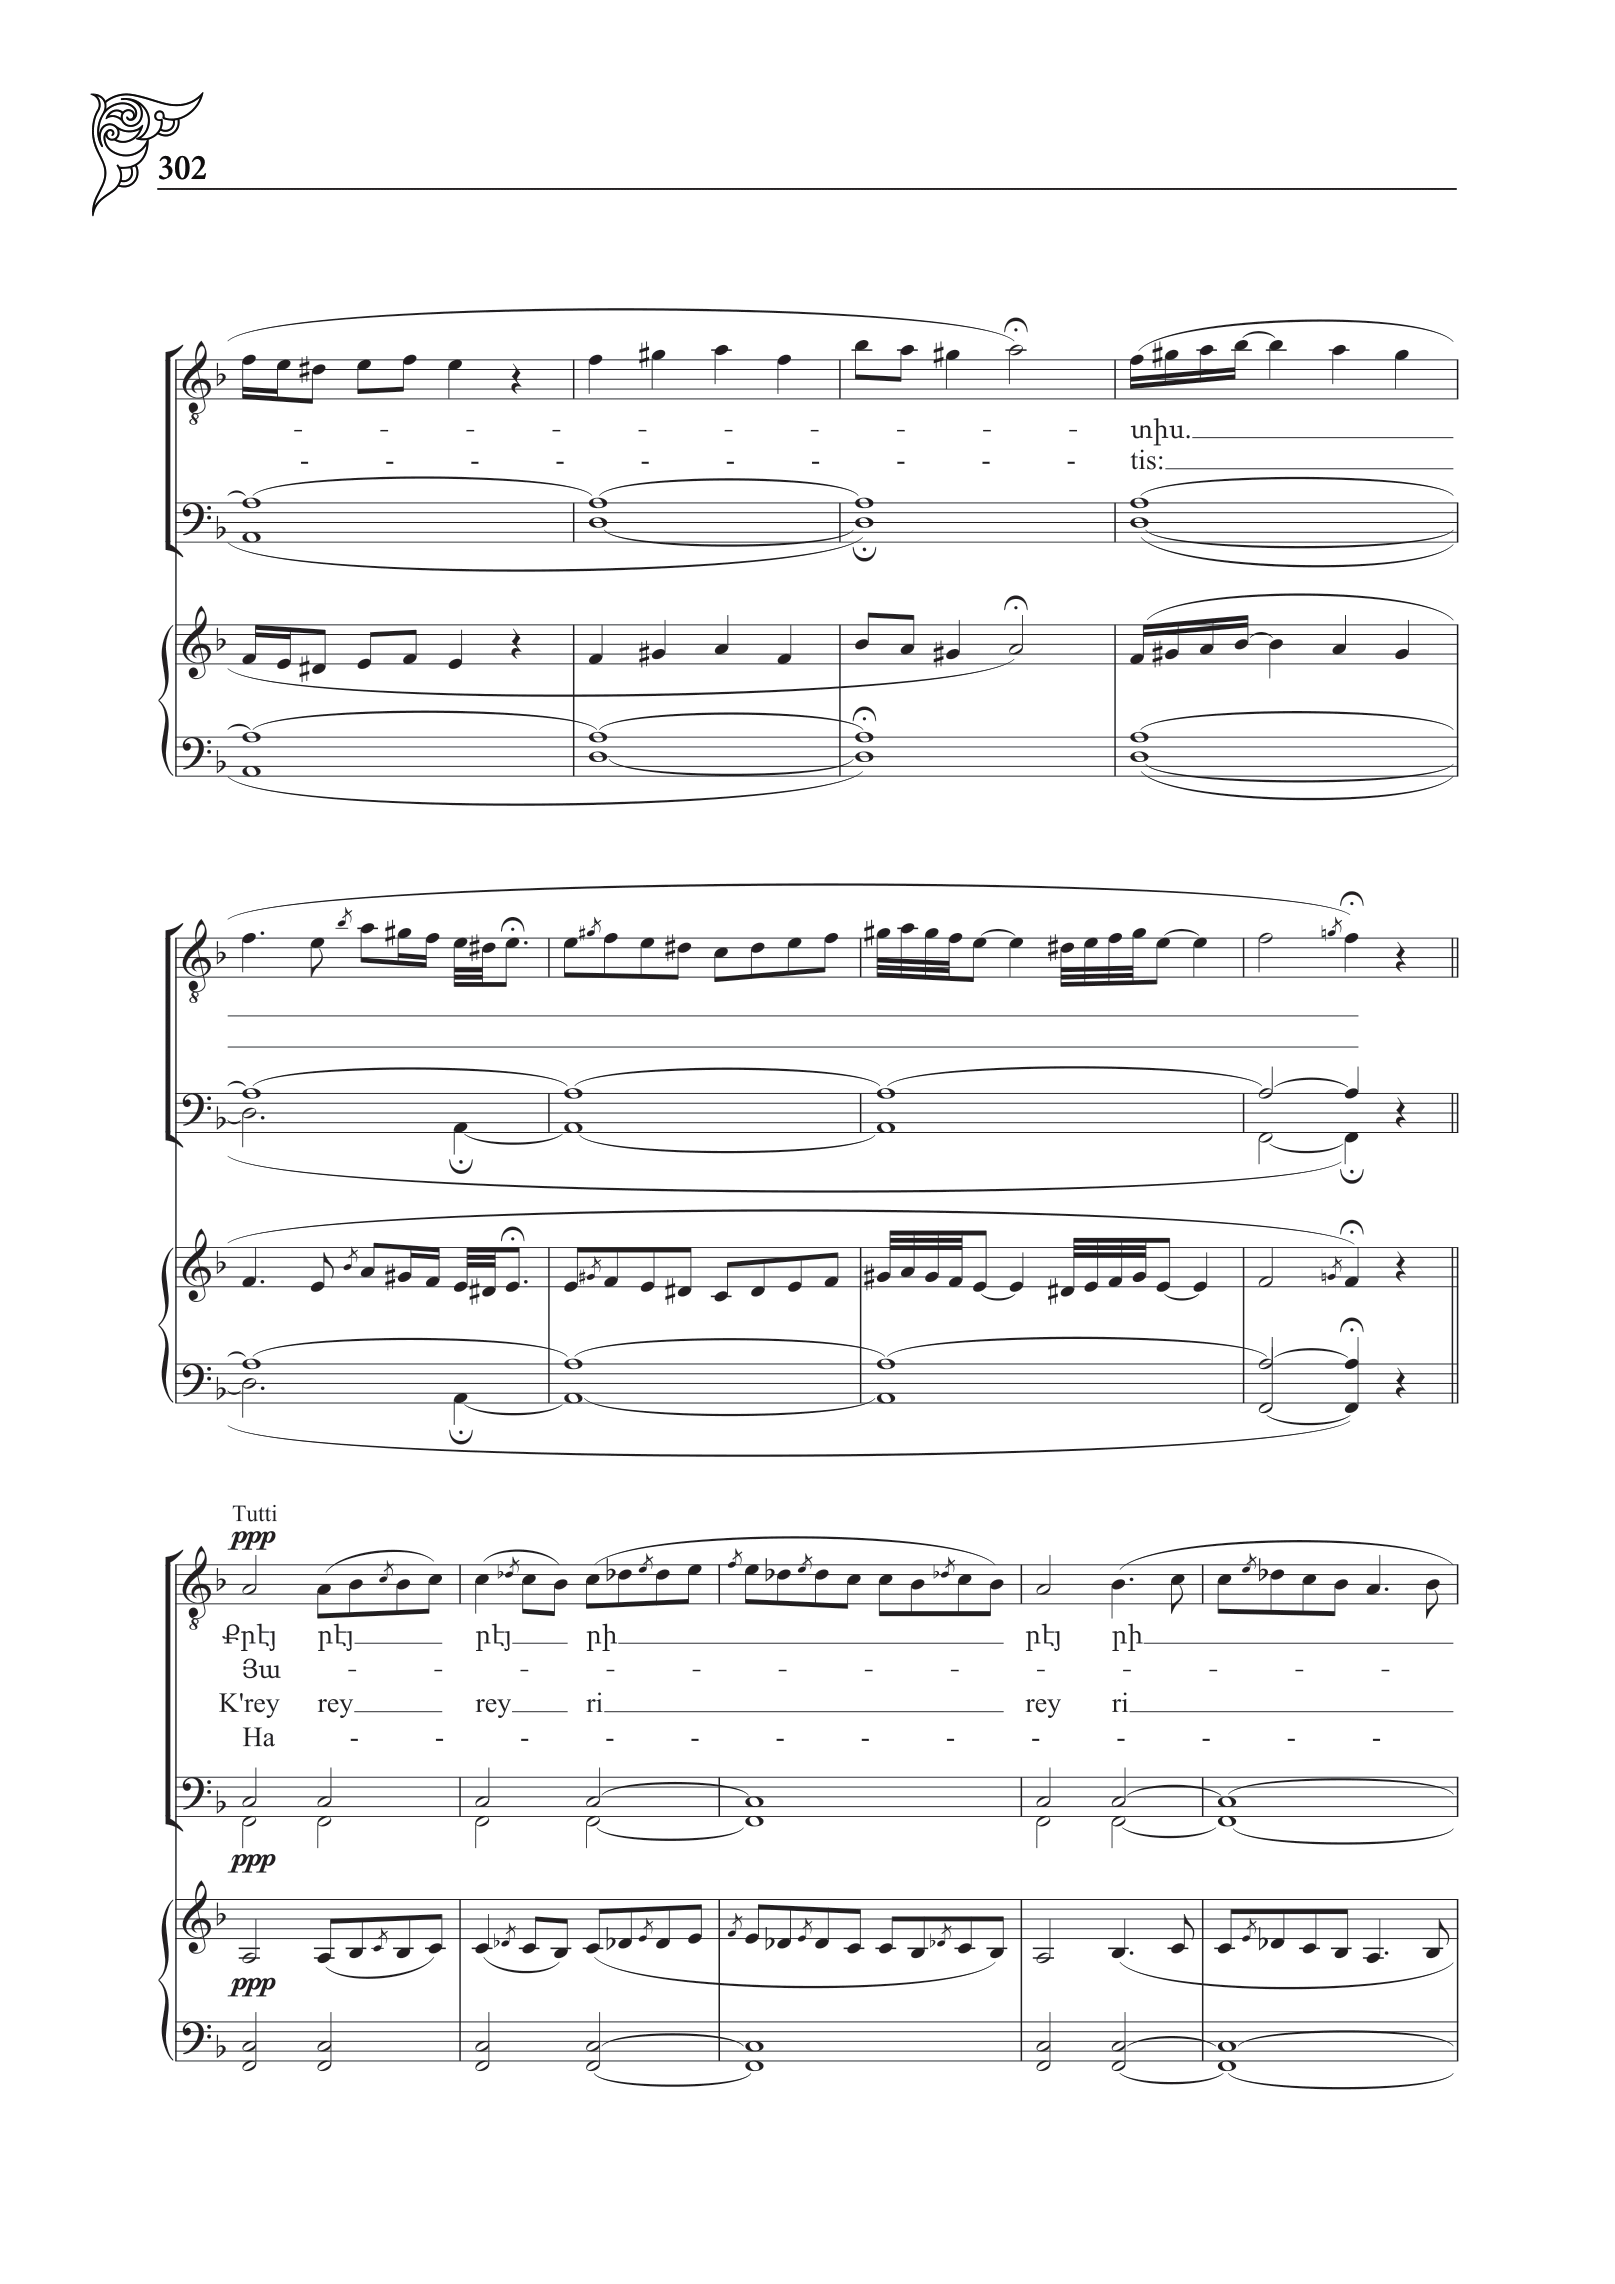 302
- - - - - - - - - - տիս.
- - - - - - - - - - tis:
Tutti
ppp
Քրէյ րէյ րէյ րի րէյ րի
Յա - - - - - - - - - - - - -
K'rey rey rey ri rey ri
Ha - - - - - - - - - - - - -
ppp
ppp